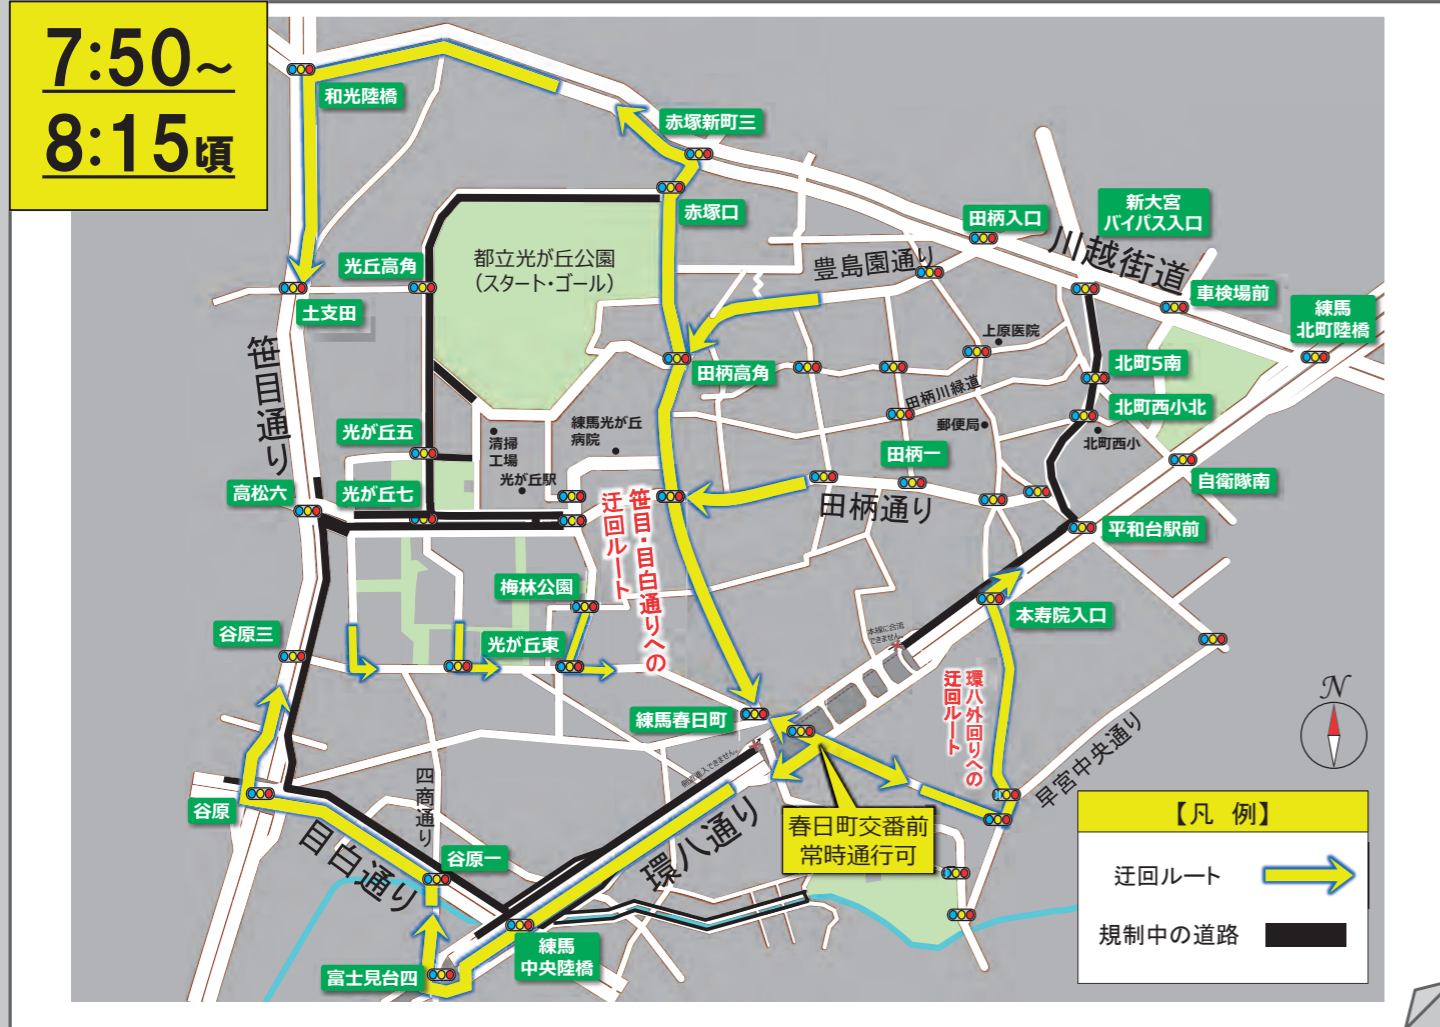 7:50～
8:15頃
和光陸橋
赤塚新町三
赤塚口
田柄入口
新大宮
バイパス入口
川越街道
車検場前
練馬
北町陸橋
都立光が丘公園
（スタート・ゴール）
光丘高角
土支田
豊島園通り
上原医院
北町5南
田柄高角
田柄川緑道
北町西小北
笹目通り
光が丘五
清掃
工場
練馬光が丘
病院
郵便局
北町西小
田柄一
高松六
光が丘七
光が丘駅
自衛隊南
田柄通り
平和台駅前
笹目・目白通りへの
迂回ルート
梅林公園
本寿院入口
谷原三
光が丘東
本線に合流
できません。
環八外回りへの
迂回ルート
練馬春日町
N
早宮中央通り
四商通り
谷原
春日町交番前
常時通行可
目白通り
谷原一
環八通り
富士見台四
練馬
中央陸橋
【凡 例】
迂回ルート
規制中の道路